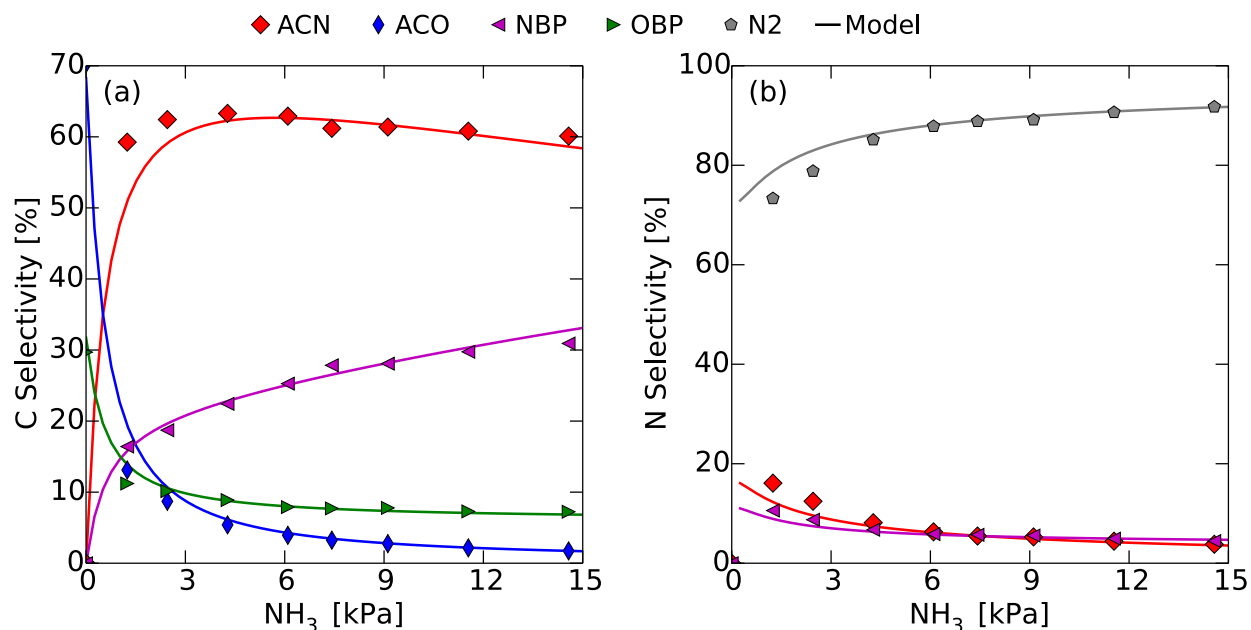 ACN ACO NBP OBP N2 Model
(a)
C Selectivity [%]
70
60
50
40
30
20
10
0
0 3 6 9 12 15
NH₃ [kPa]
(b)
N Selectivity [%]
100
80
60
40
20
0
0 3 6 9 12 15
NH₃ [kPa]